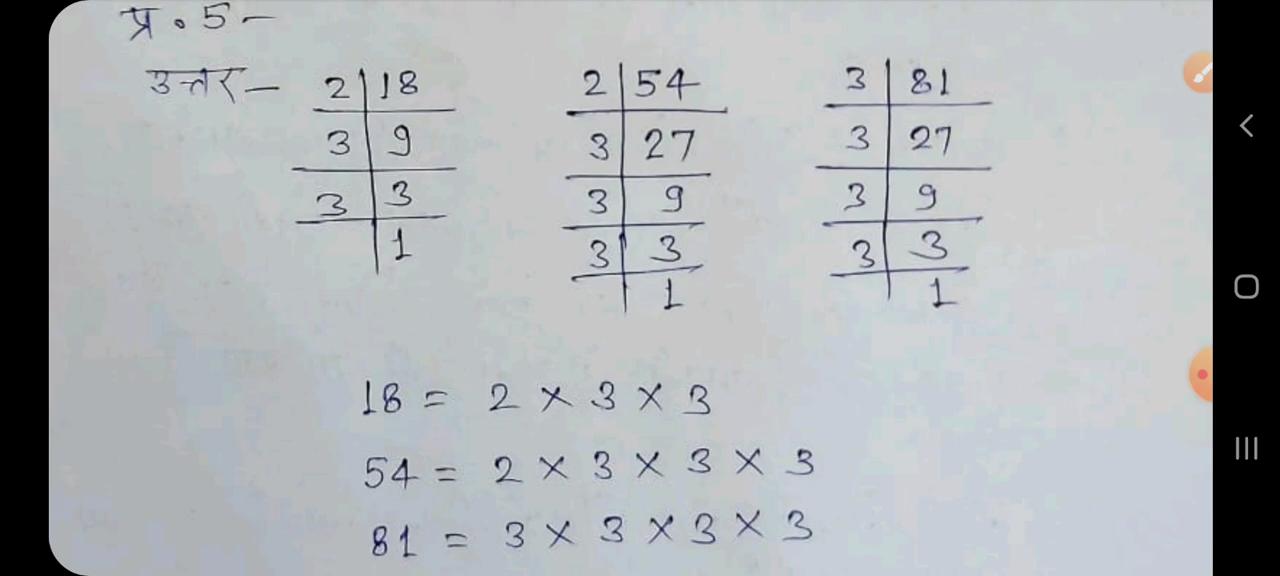 प्र. 5 -
उत्तर - 2 | 18    2 | 54    3 | 81
3 | 9    3 | 27    3 | 27
3 | 3    3 | 9    3 | 9
| 1    3 | 3    3 | 3
| 1    | 1
18 = 2 × 3 × 3
54 = 2 × 3 × 3 × 3
81 = 3 × 3 × 3 × 3